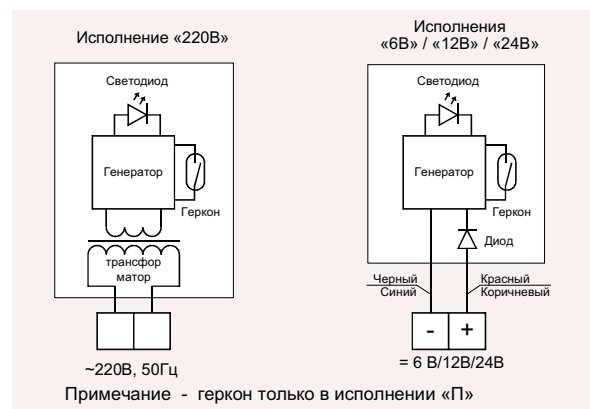 Исполнение «220В»
Светодиод
Генератор
Геркон
трансфор
матор
~220В, 50Гц
Исполнения
«6В» / «12В» / «24В»
Светодиод
Генератор
Геркон
Диод
Черный
Синий
Красный
Коричневый
- +
= 6 В/12В/24В
Примечание - геркон только в исполнении «П»